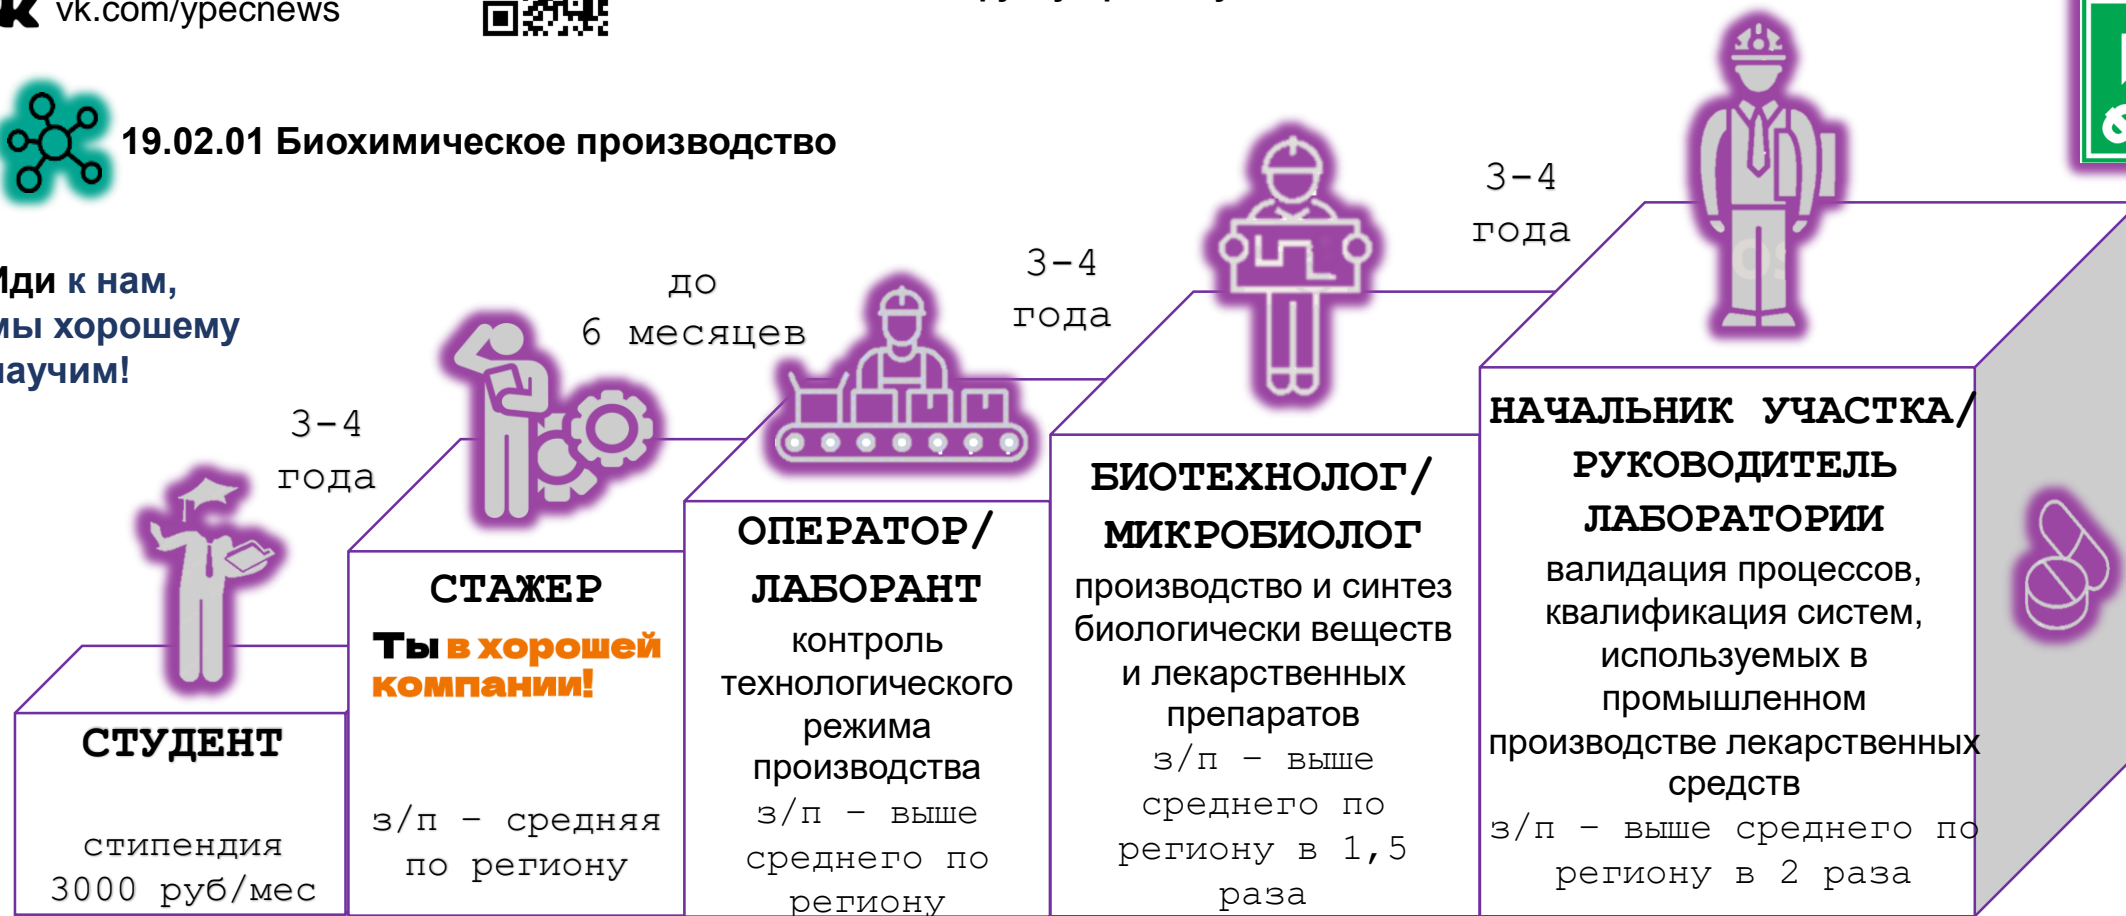 vk.com/ypecnews
19.02.01 Биохимическое производство
к нам,
хорошему
3-4
года
до
6 месяцев
3-4
года
3-4
года
СТУДЕНТ
стипендия
3000 руб/мес
СТАЖЕР
Ты в хорошей
компании!
з/п – средняя
по региону
ОПЕРАТОР/
ЛАБОРАНТ
контроль
технологического
режима
производства
з/п – выше
среднего по
региону
БИОТЕХНОЛОГ/
МИКРОБИОЛОГ
производство и синтез
биологически веществ
и лекарственных
препаратов
з/п – выше
среднего по
региону в 1,5
раза
НАЧАЛЬНИК УЧАСТКА/
РУКОВОДИТЕЛЬ
ЛАБОРАТОРИИ
валидация процессов,
квалификация систем,
используемых в
промышленном
производстве лекарственных
средств
з/п – выше среднего по
региону в 2 раза